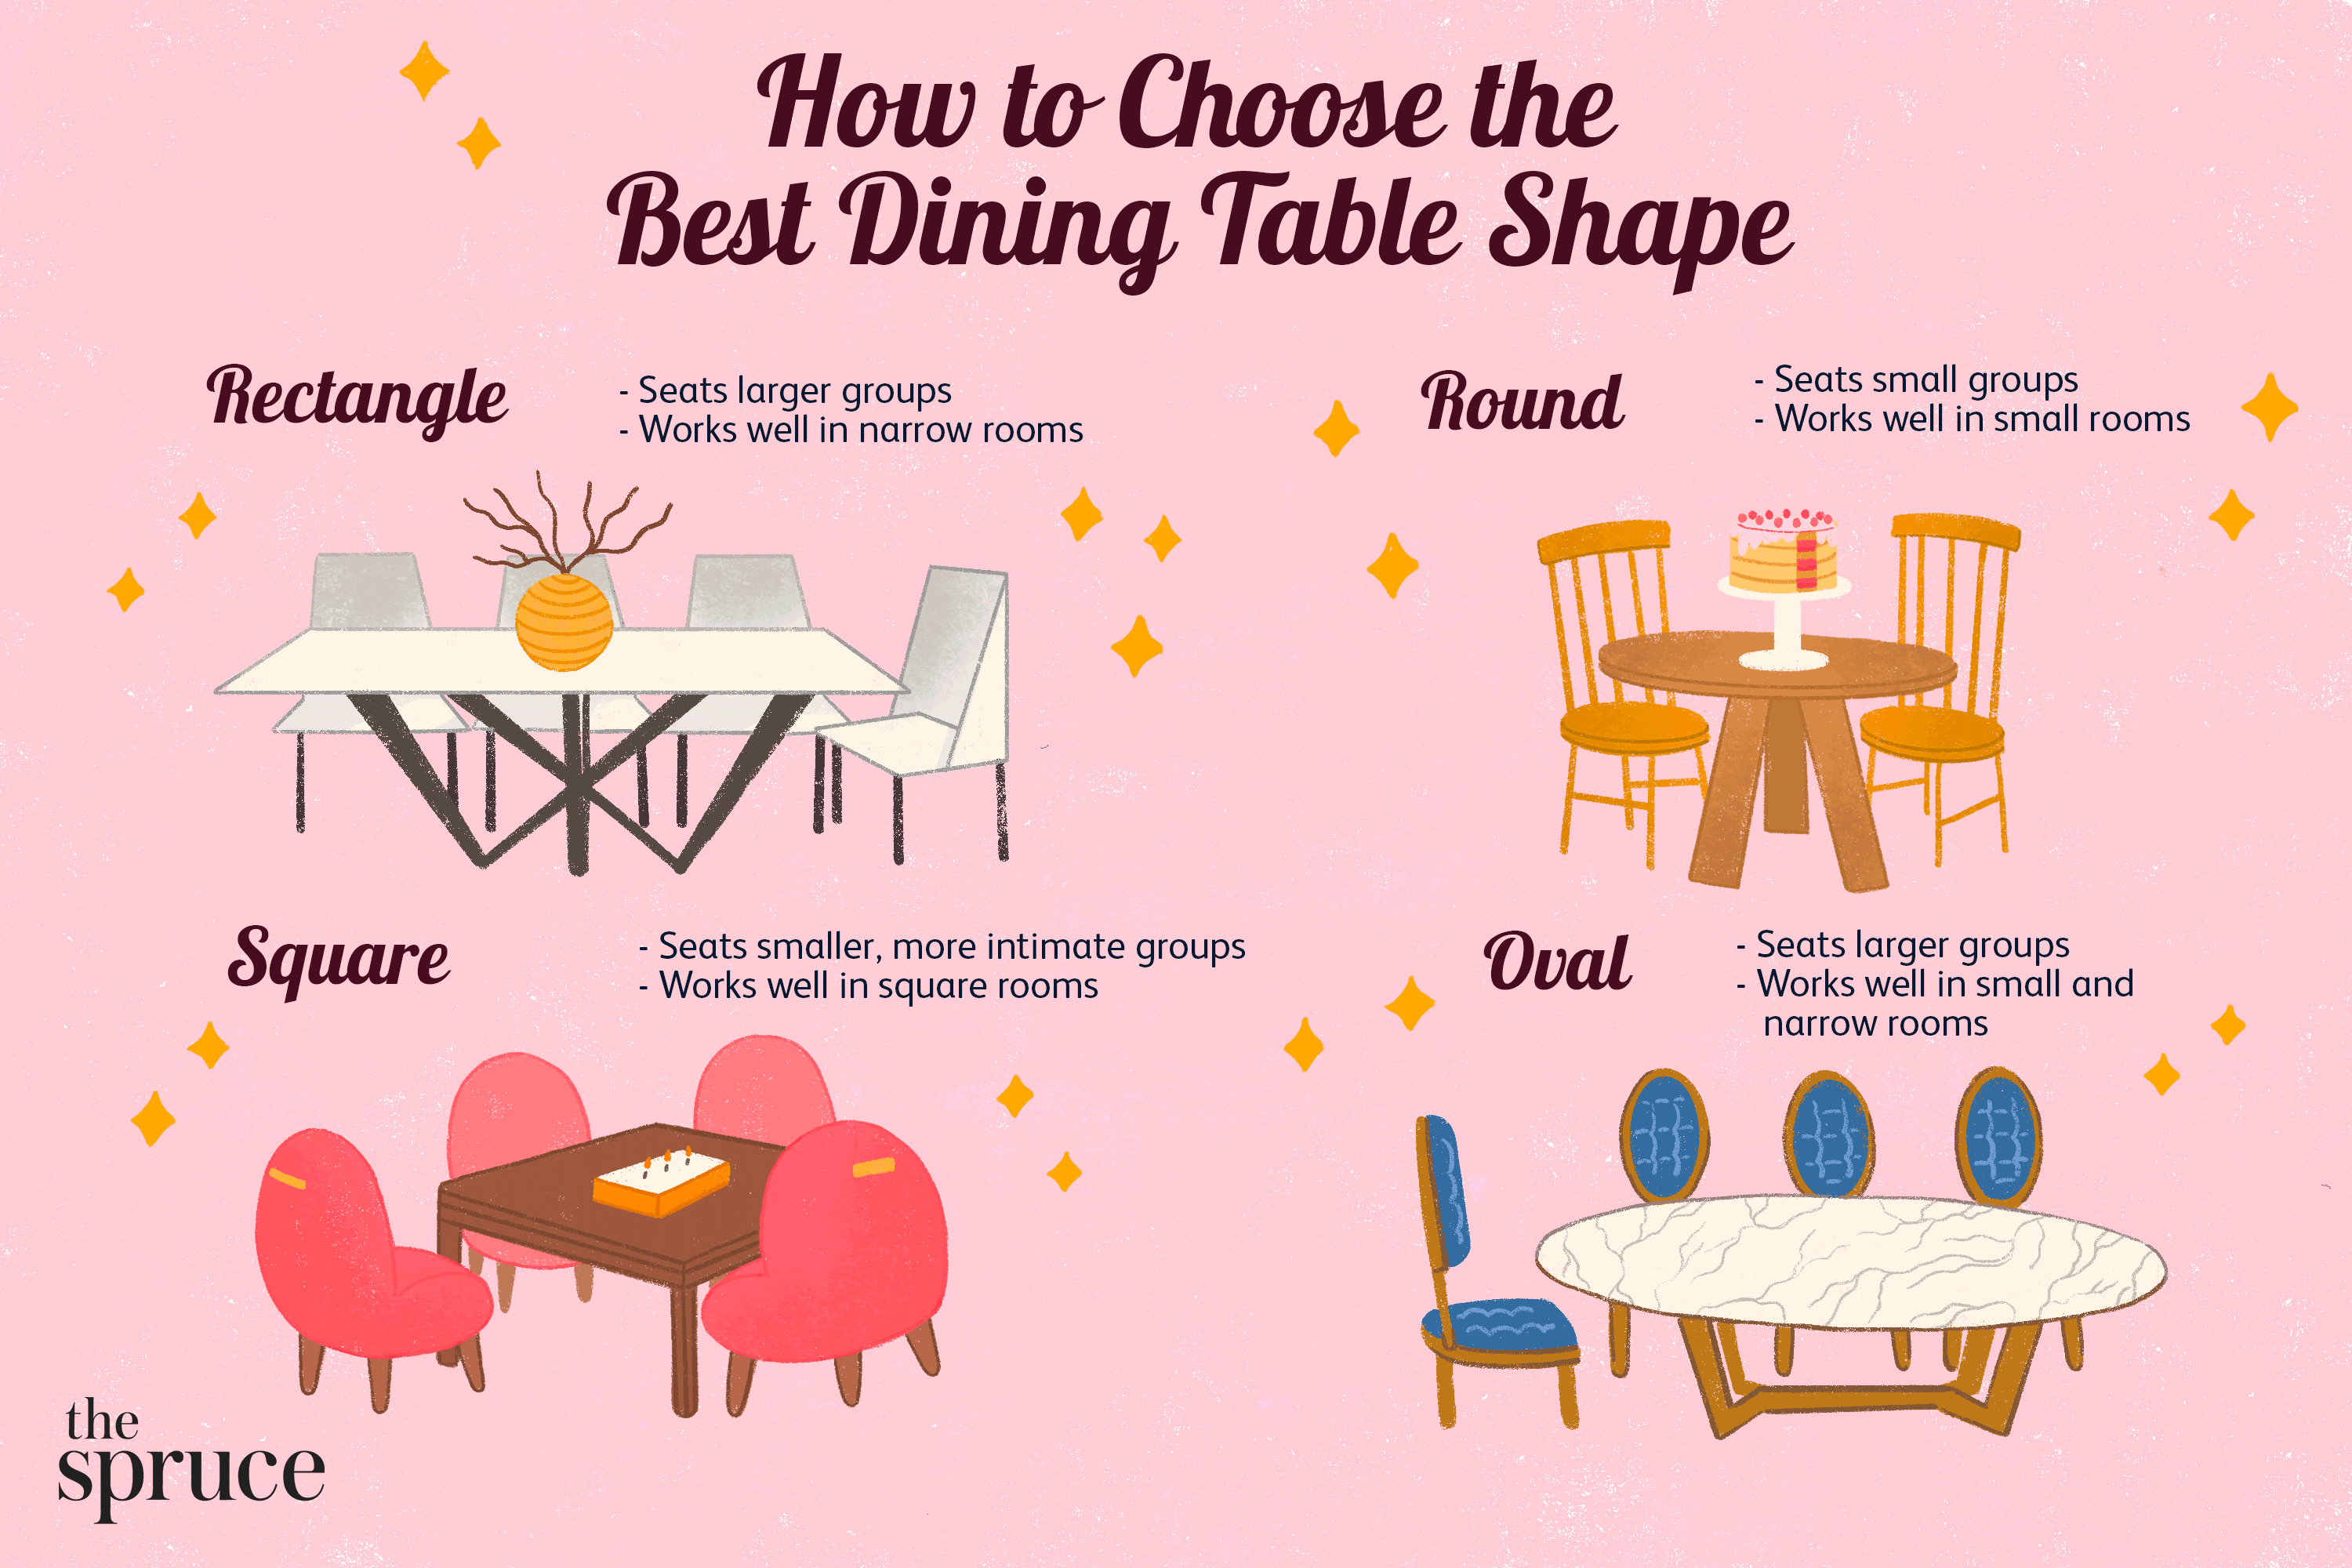 How to Choose the
Best Dining Table Shape
Rectangle
- Seats larger groups
- Works well in narrow rooms
Round
- Seats small groups
- Works well in small rooms
Square
- Seats smaller, more intimate groups
- Works well in square rooms
Oval
- Seats larger groups
- Works well in small and
narrow rooms
the
spruce